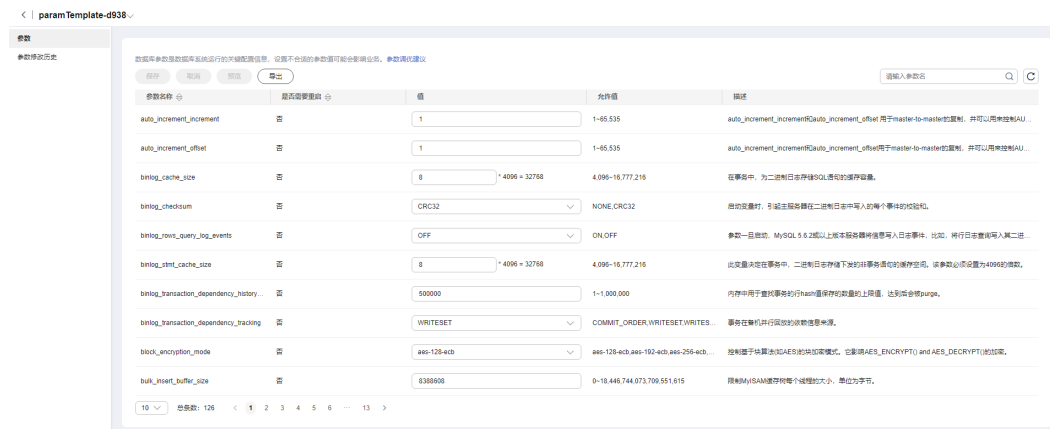 paramTemplate-d938
参数
参数修改历史
数据库参数是数据库系统运行的关键配置信息，设置不合适的参数值可能会影响业务。参数调优建议
保存 取消 预览 导出 请输入参数名
参数名称 是否需要重启 值 允许值 描述
auto_increment_increment 否 1 1~65,535 auto_increment_increment和auto_increment_offset 用于master-to-master的复制，并可以用来控制AU...
auto_increment_offset 否 1 1~65,535 auto_increment_increment和auto_increment_offset用于master-to-master的复制，并可以用来控制AU...
binlog_cache_size 否 8 * 4096 = 32768 4,096~16,777,216 在事务中，为二进制日志存储SQL语句的缓存容量。
binlog_checksum 否 CRC32 NONE,CRC32 启动变量时，引起主服务器在二进制日志中写入的每个事件的校验和。
binlog_rows_query_log_events 否 OFF ON,OFF 参数一旦启动，MySQL 5.6.2或以上版本服务器将信息写入日志事件，比如，将行日志查询写入其二进...
binlog_stmt_cache_size 否 8 * 4096 = 32768 4,096~16,777,216 此变量决定在事务中，二进制日志存储下发的非事务语句的缓存空间。该参数必须设置为4096的倍数。
binlog_transaction_dependency_history... 否 500000 1~1,000,000 内存中用于查找事务的行hash值保存的数量的上限值，达到后会被purge。
binlog_transaction_dependency_tracking 否 WRITESET COMMIT_ORDER,WRITESET,WRITES... 事务在备机并行回放的依赖信息来源。
block_encryption_mode 否 aes-128-ecb aes-128-ecb,aes-192-ecb,aes-256-ecb,... 控制基于块算法(如AES)的块加密模式。它影响AES_ENCRYPT() and AES_DECRYPT()的加密。
bulk_insert_buffer_size 否 8388608 0~18,446,744,073,709,551,615 限制MyISAM缓存树每个线程的大小，单位为字节。
10 总条数：126 < 1 2 3 4 5 6 ··· 13 >